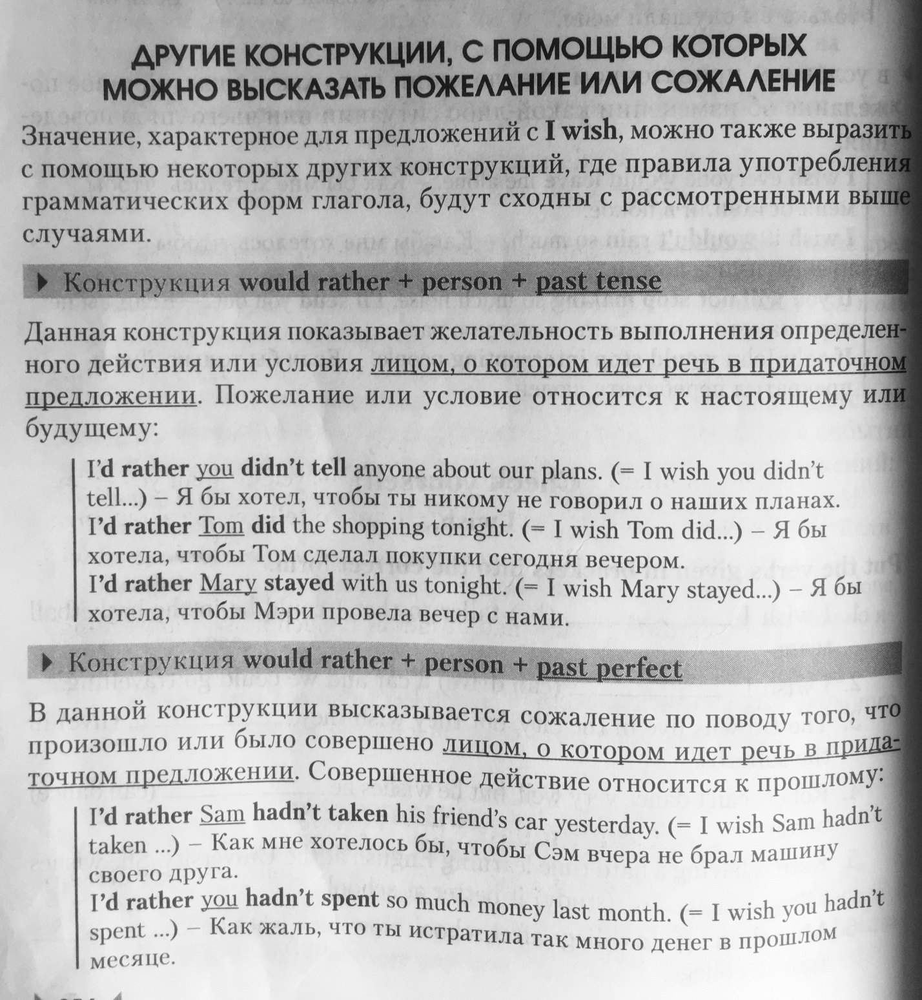 ДРУГИЕ КОНСТРУКЦИИ, С ПОМОЩЬЮ КОТОРЫХ
МОЖНО ВЫСКАЗАТЬ ПОЖЕЛАНИЕ ИЛИ СОЖАЛЕНИЕ
Значение, характерное для предложений с I wish, можно также выразить
с помощью некоторых других конструкций, где правила употребления
грамматических форм глагола, будут сходны с рассмотренными выше
случаями.
Конструкция would rather + person + past tense
Данная конструкция показывает желательность выполнения определен-
ного действия или условия лицом, о котором идет речь в придаточном
предложении. Пожелание или условие относится к настоящему или
будущему:
I'd rather you didn't tell anyone about our plans. (= I wish you didn't
tell...) – Я бы хотел, чтобы ты никому не говорил о наших планах.
I'd rather Tom did the shopping tonight. (= I wish Tom did...) – Я бы
хотела, чтобы Том сделал покупки сегодня вечером.
I'd rather Mary stayed with us tonight. (= I wish Mary stayed...) – Я бы
хотела, чтобы Мэри провела вечер с нами.
Конструкция would rather + person + past perfect
В данной конструкции высказывается сожаление по поводу того, что
произошло или было совершено лицом, о котором идет речь в прида-
точном предложении. Совершенное действие относится к прошлому:
I'd rather Sam hadn't taken his friend's car yesterday. (= I wish Sam hadn't
taken ...) – Как мне хотелось бы, чтобы Сэм вчера не брал машину
своего друга.
I'd rather you hadn't spent so much money last month. (= I wish you hadn't
spent ...) – Как жаль, что ты истратила так много денег в прошлом
месяце.